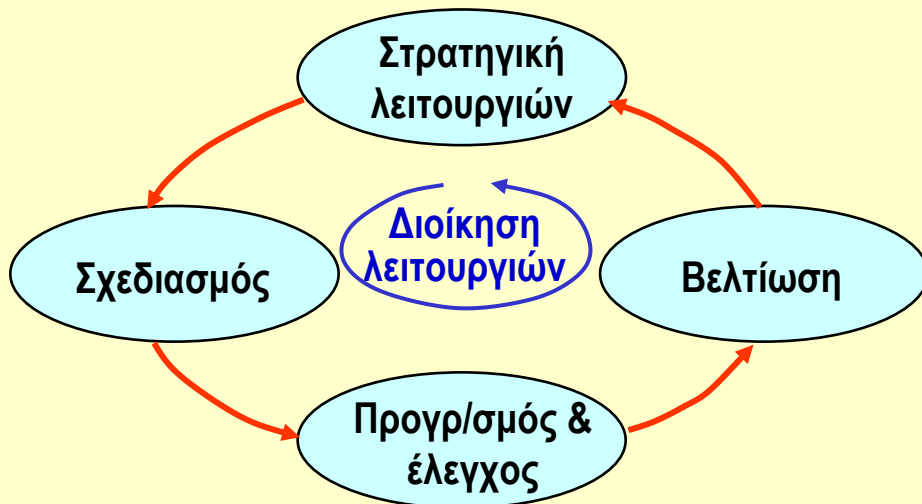 Στρατηγική
λειτουργιών
Διοίκηση
λειτουργιών
Σχεδιασμός
Βελτίωση
Προγρ/σμός &
έλεγχος